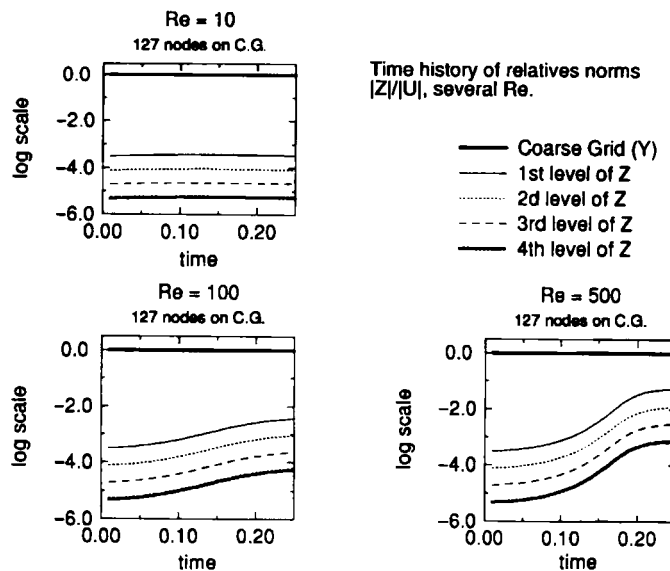 Re = 10
127 nodes on C.G.
0.0
-2.0
-4.0
-6.0
log scale
0.00
0.10
0.20
time
Time history of relatives norms
|Z|/|U|, several Re.
Coarse Grid (Y)
1st level of Z
2d level of Z
3rd level of Z
4th level of Z
Re = 100
127 nodes on C.G.
0.0
-2.0
-4.0
-6.0
log scale
0.00
0.10
0.20
time
Re = 500
127 nodes on C.G.
0.0
-2.0
-4.0
-6.0
log scale
0.00
0.10
0.20
time